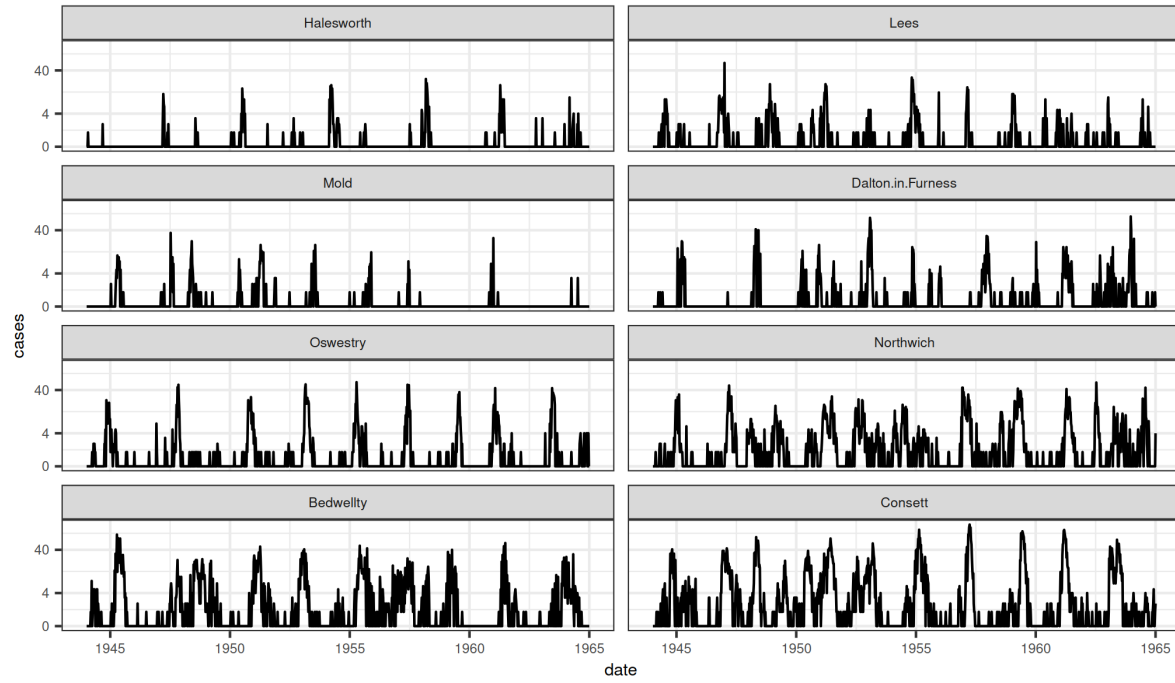 Halesworth
Lees
40
4
0
Mold
Dalton.in.Furness
40
4
0
Oswestry
Northwich
40
4
0
Bedwellty
Consett
40
4
0
1945 1950 1955 1960 1965 1945 1950 1955 1960 1965
date
cases